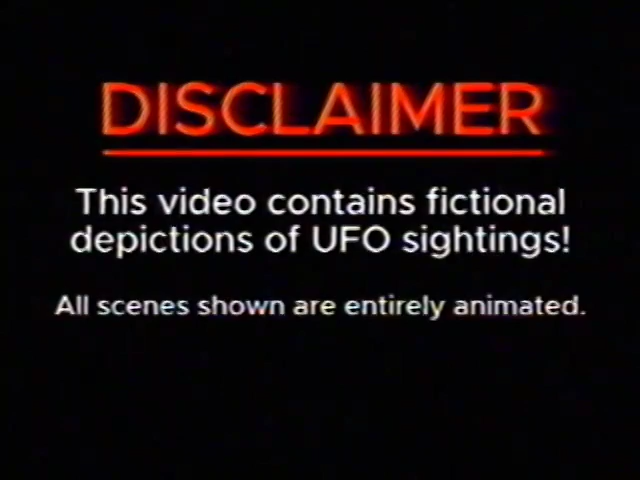 DISCLAIMER
This video contains fictional
depictions of UFO sightings!
All scenes shown are entirely animated.